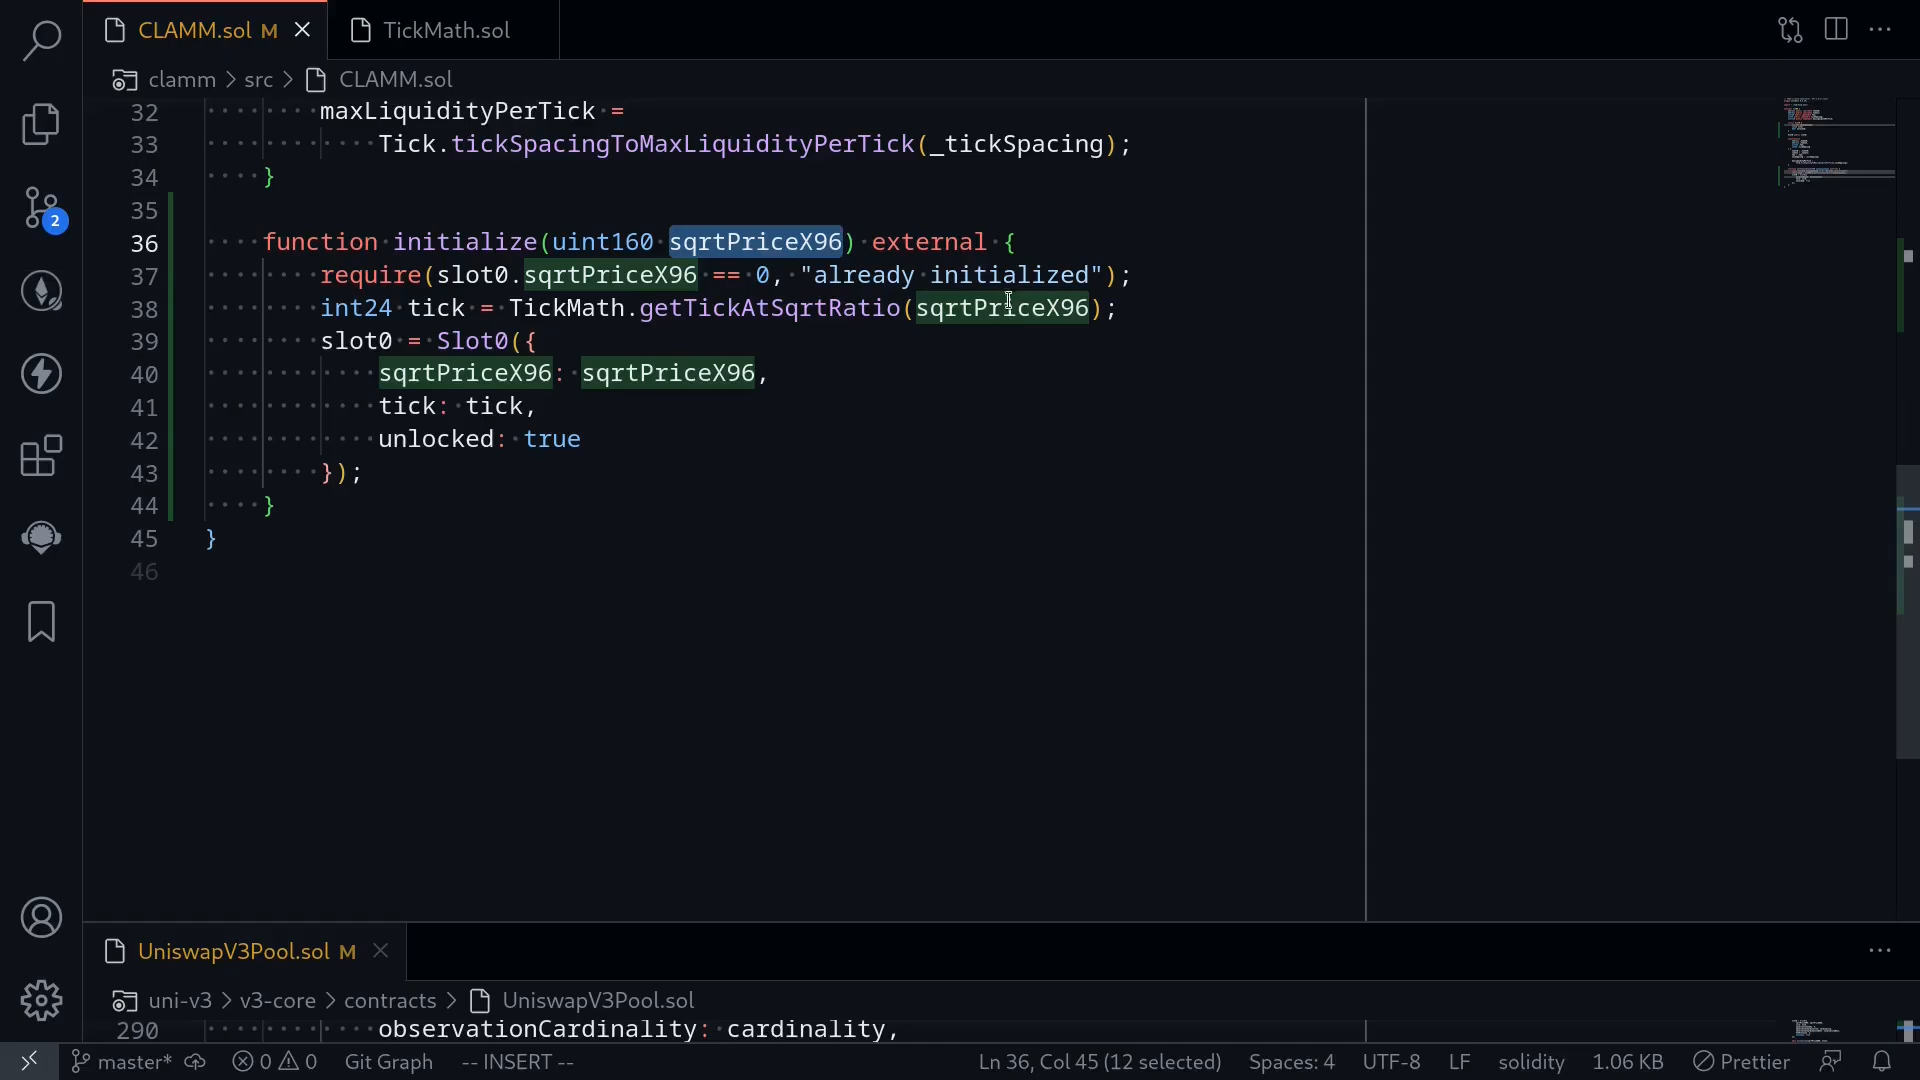 CLAMM.sol M
TickMath.sol
clamm > src > CLAMM.sol
32 maxLiquidityPerTick =
33 Tick.tickSpacingToMaxLiquidityPerTick(_tickSpacing);
34 }
35
36 function initialize(uint160 sqrtPriceX96) external {
37 require(slot0.sqrtPriceX96 == 0, "already initialized");
38 int24 tick = TickMath.getTickAtSqrtRatio(sqrtPriceX96);
39 slot0 = Slot0({
40 sqrtPriceX96: sqrtPriceX96,
41 tick: tick,
42 unlocked: true
43 });
44 }
45 }
46
2
UniswapV3Pool.sol M
uni-v3 > v3-core > contracts > UniswapV3Pool.sol
290 observationCardinality: cardinality,
master* 0 0 Git Graph -- INSERT -- Ln 36, Col 45 (12 selected) Spaces: 4 UTF-8 LF solidity 1.06 KB Prettier